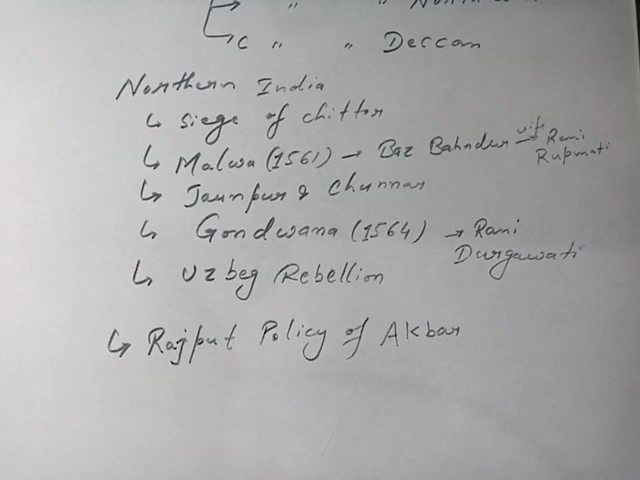 " " North
↳ C " " Deccan
Northern India
↳ Siege of chittor
↳ Malwa (1561) → Baz Bahadur wife → Rani Rupmati
↳ Jaunpur & Chunnar
↳ Gondwana (1564) → Rani Durgawati
↳ Uzbeg Rebellion
↳ Rajput Policy of Akbar